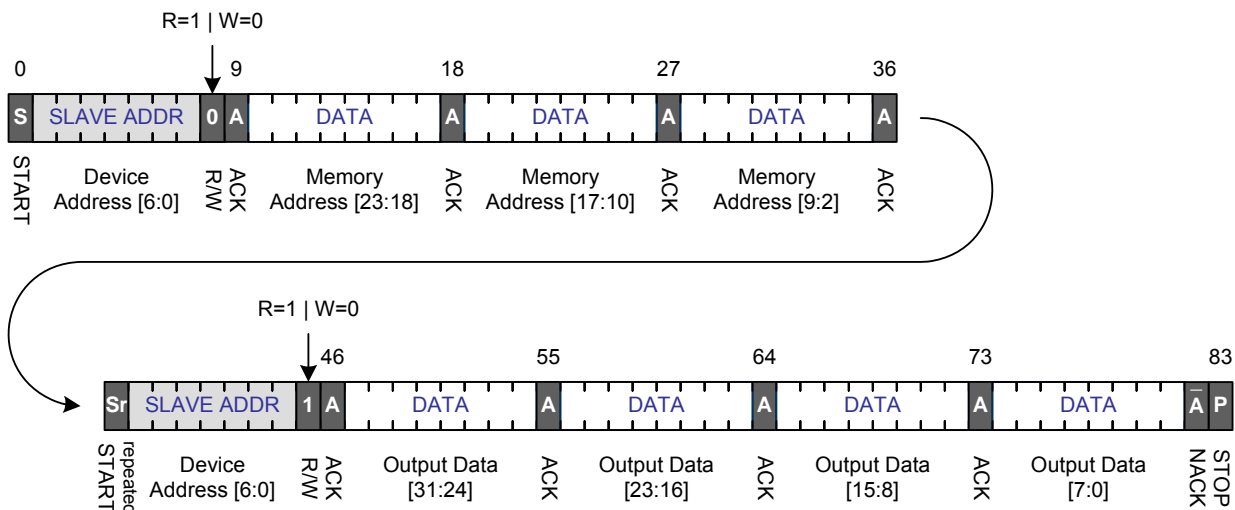 R=1 | W=0
0 9 18 27 36
S SLAVE ADDR 0 A DATA A DATA A DATA A
START Device Address [6:0] R/W ACK Memory Address [23:18] ACK Memory Address [17:10] ACK Memory Address [9:2] ACK
R=1 | W=0
46 55 64 73 83
Sr SLAVE ADDR 1 A DATA A DATA A DATA A DATA A̅ P
repeated START Device Address [6:0] R/W ACK Output Data [31:24] ACK Output Data [23:16] ACK Output Data [15:8] ACK Output Data [7:0] NACK STOP